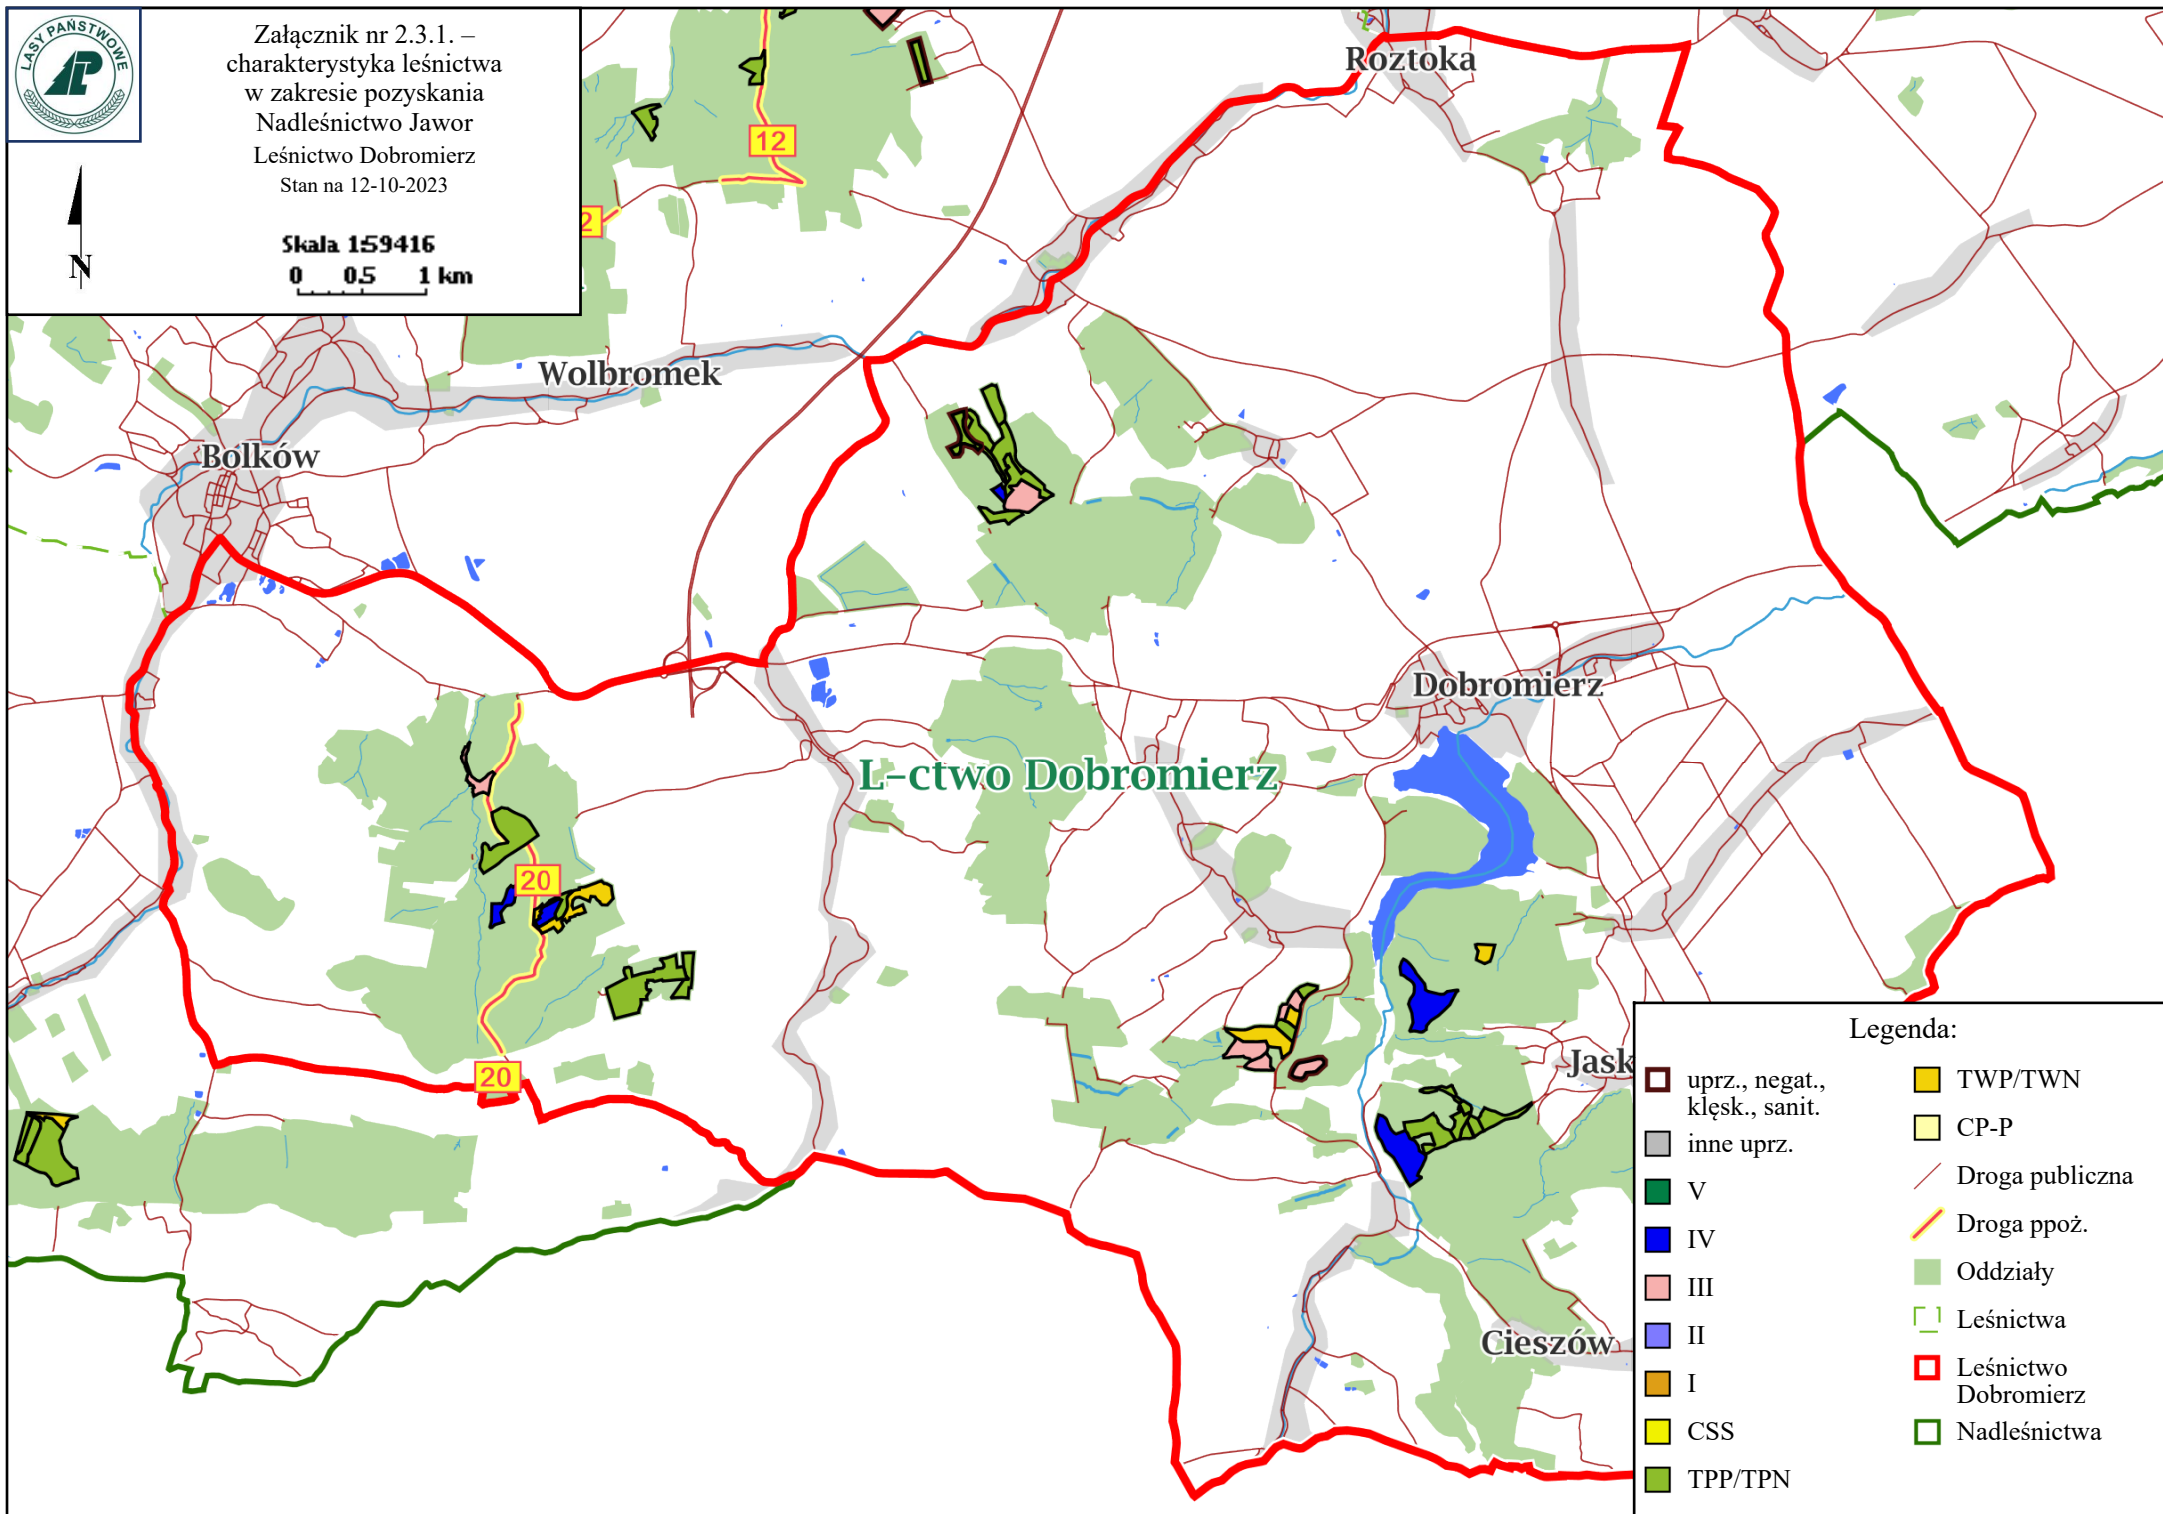 LASY PAŃSTWOWE
Załącznik nr 2.3.1. –
charakterystyka leśnictwa
w zakresie pozyskania
Nadleśnictwo Jawor
Leśnictwo Dobromierz
Stan na 12-10-2023
N
Skala 1:59416
0 0.5 1 km
12
2
Roztoka
Wolbromek
Bolków
Dobromierz
L-ctwo Dobromierz
20
20
Jask
Cieszów
Legenda:
uprz., negat.,
klęsk., sanit.
inne uprz.
V
IV
III
II
I
CSS
TPP/TPN
TWP/TWN
CP-P
Droga publiczna
Droga ppoż.
Oddziały
Leśnictwa
Leśnictwo
Dobromierz
Nadleśnictwa